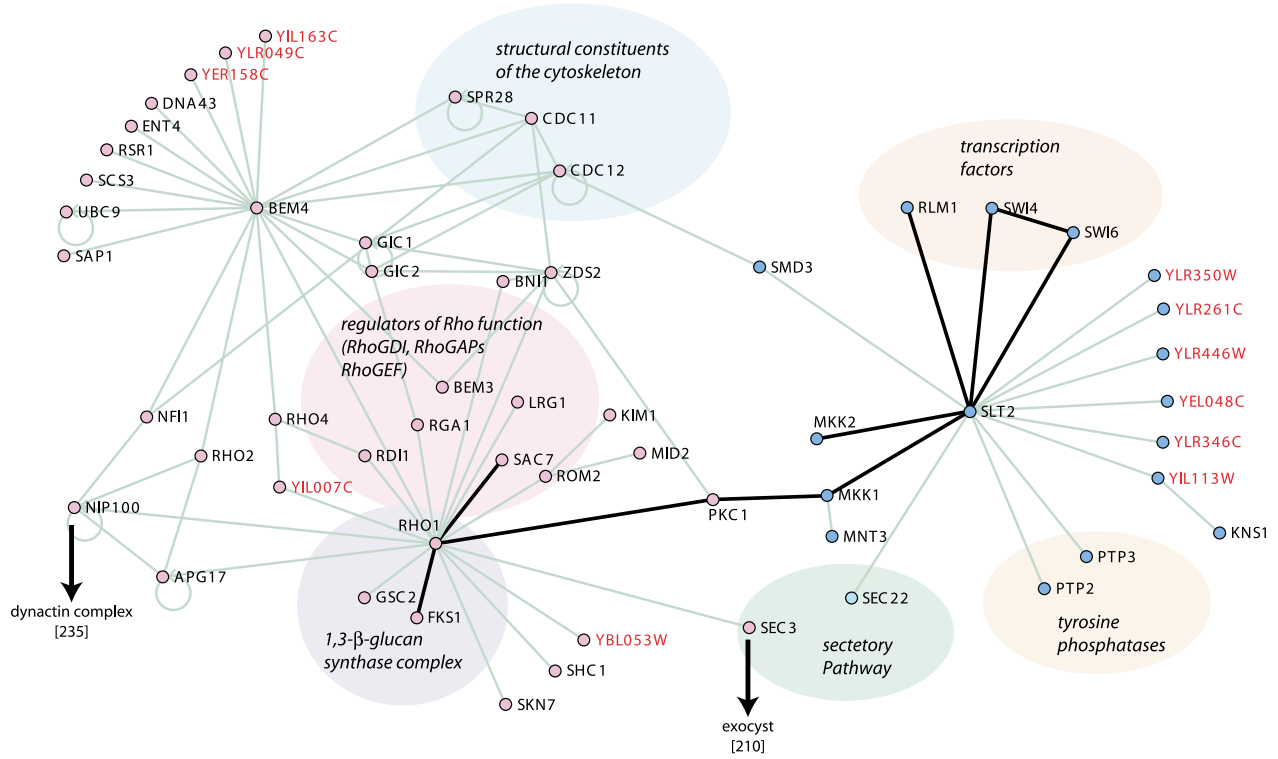 YIL163C
YLR049C
YER158C
DNA43
ENT4
RSR1
SCS3
UBC9
SAP1
BEM4
structural constituents
of the cytoskeleton
SPR28
CDC11
CDC12
GIC1
GIC2
BNI1
ZDS2
SMD3
transcription
factors
RLM1
SWI4
SWI6
YLR350W
YLR261C
YLR446W
YEL048C
YLR346C
YIL113W
KNS1
SLT2
MKK2
MKK1
MNT3
PKC1
regulators of Rho function
(RhoGDI, RhoGAPs
RhoGEF)
BEM3
LRG1
RGA1
KIM1
SAC7
MID2
ROM2
RDI1
NFI1
RHO4
RHO2
YIL007C
NIP100
RHO1
APG17
dynactin complex
[235]
GSC2
FKS1
1,3-β-glucan
synthase complex
YBL053W
SHC1
SKN7
SEC22
SEC3
sectetory
Pathway
exocyst
[210]
PTP3
PTP2
tyrosine
phosphatases